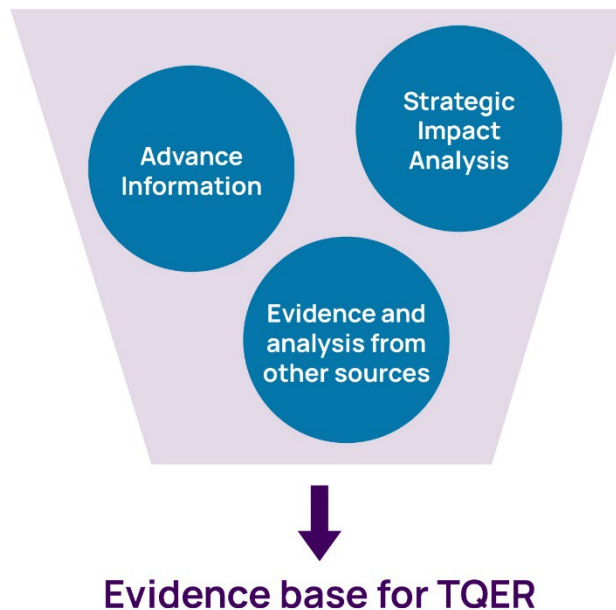 Advance
Information
Strategic
Impact
Analysis
Evidence and
analysis from
other sources
Evidence base for TQER